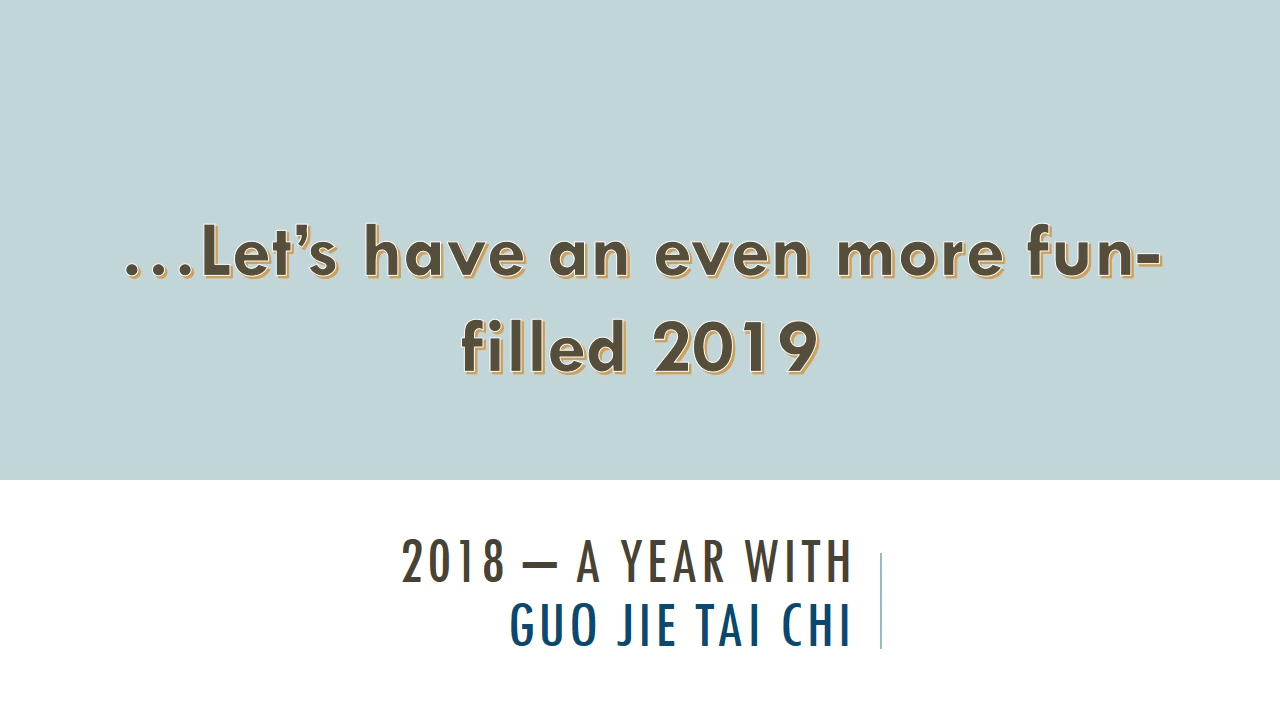 …Let’s have an even more fun-
filled 2019
2018 – A YEAR WITH
GUO JIE TAI CHI